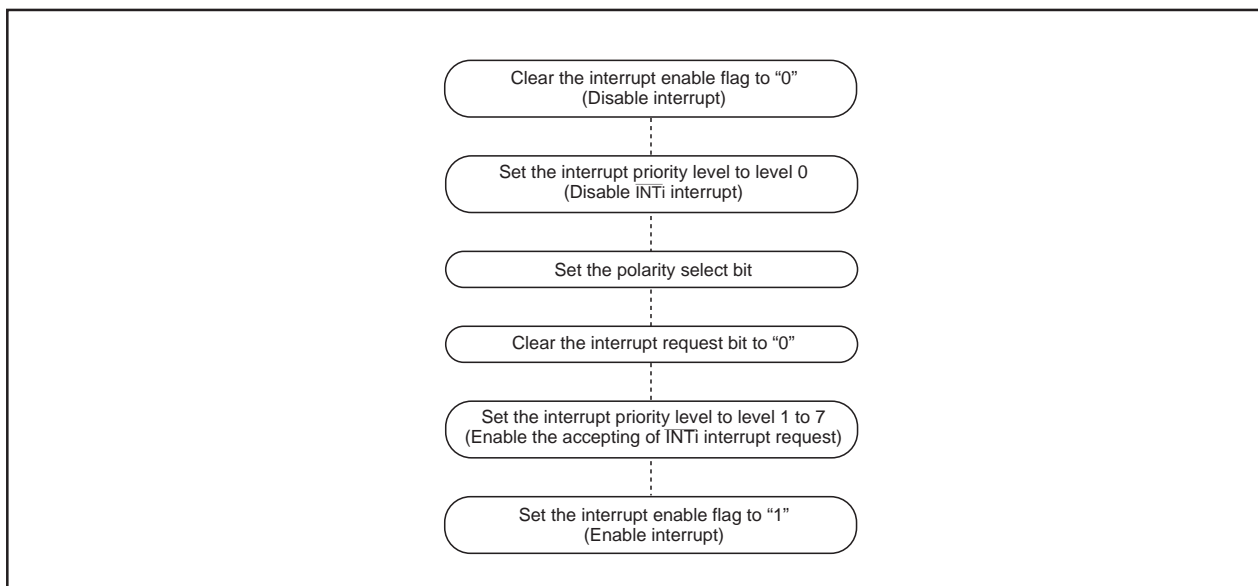 Clear the interrupt enable flag to “0”
(Disable interrupt)
Set the interrupt priority level to level 0
(Disable INTi interrupt)
Set the polarity select bit
Clear the interrupt request bit to “0”
Set the interrupt priority level to level 1 to 7
(Enable the accepting of INTi interrupt request)
Set the interrupt enable flag to “1”
(Enable interrupt)